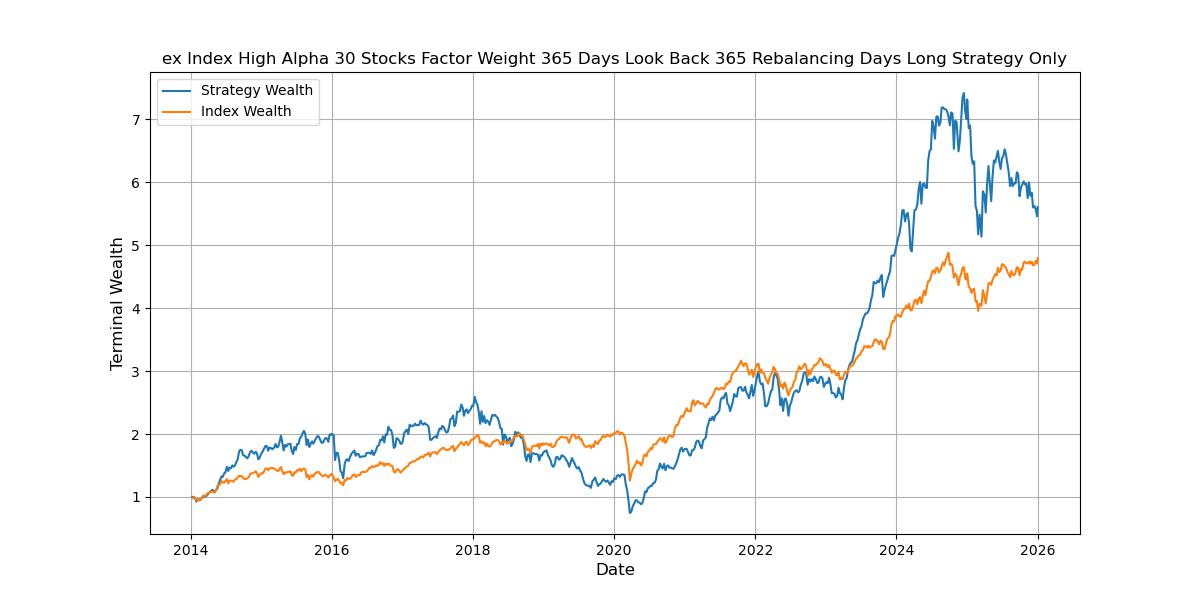 ex Index High Alpha 30 Stocks Factor Weight 365 Days Look Back 365 Rebalancing Days Long Strategy Only
Strategy Wealth
Index Wealth
Terminal Wealth
7
6
5
4
3
2
1
2014 2016 2018 2020 2022 2024 2026
Date